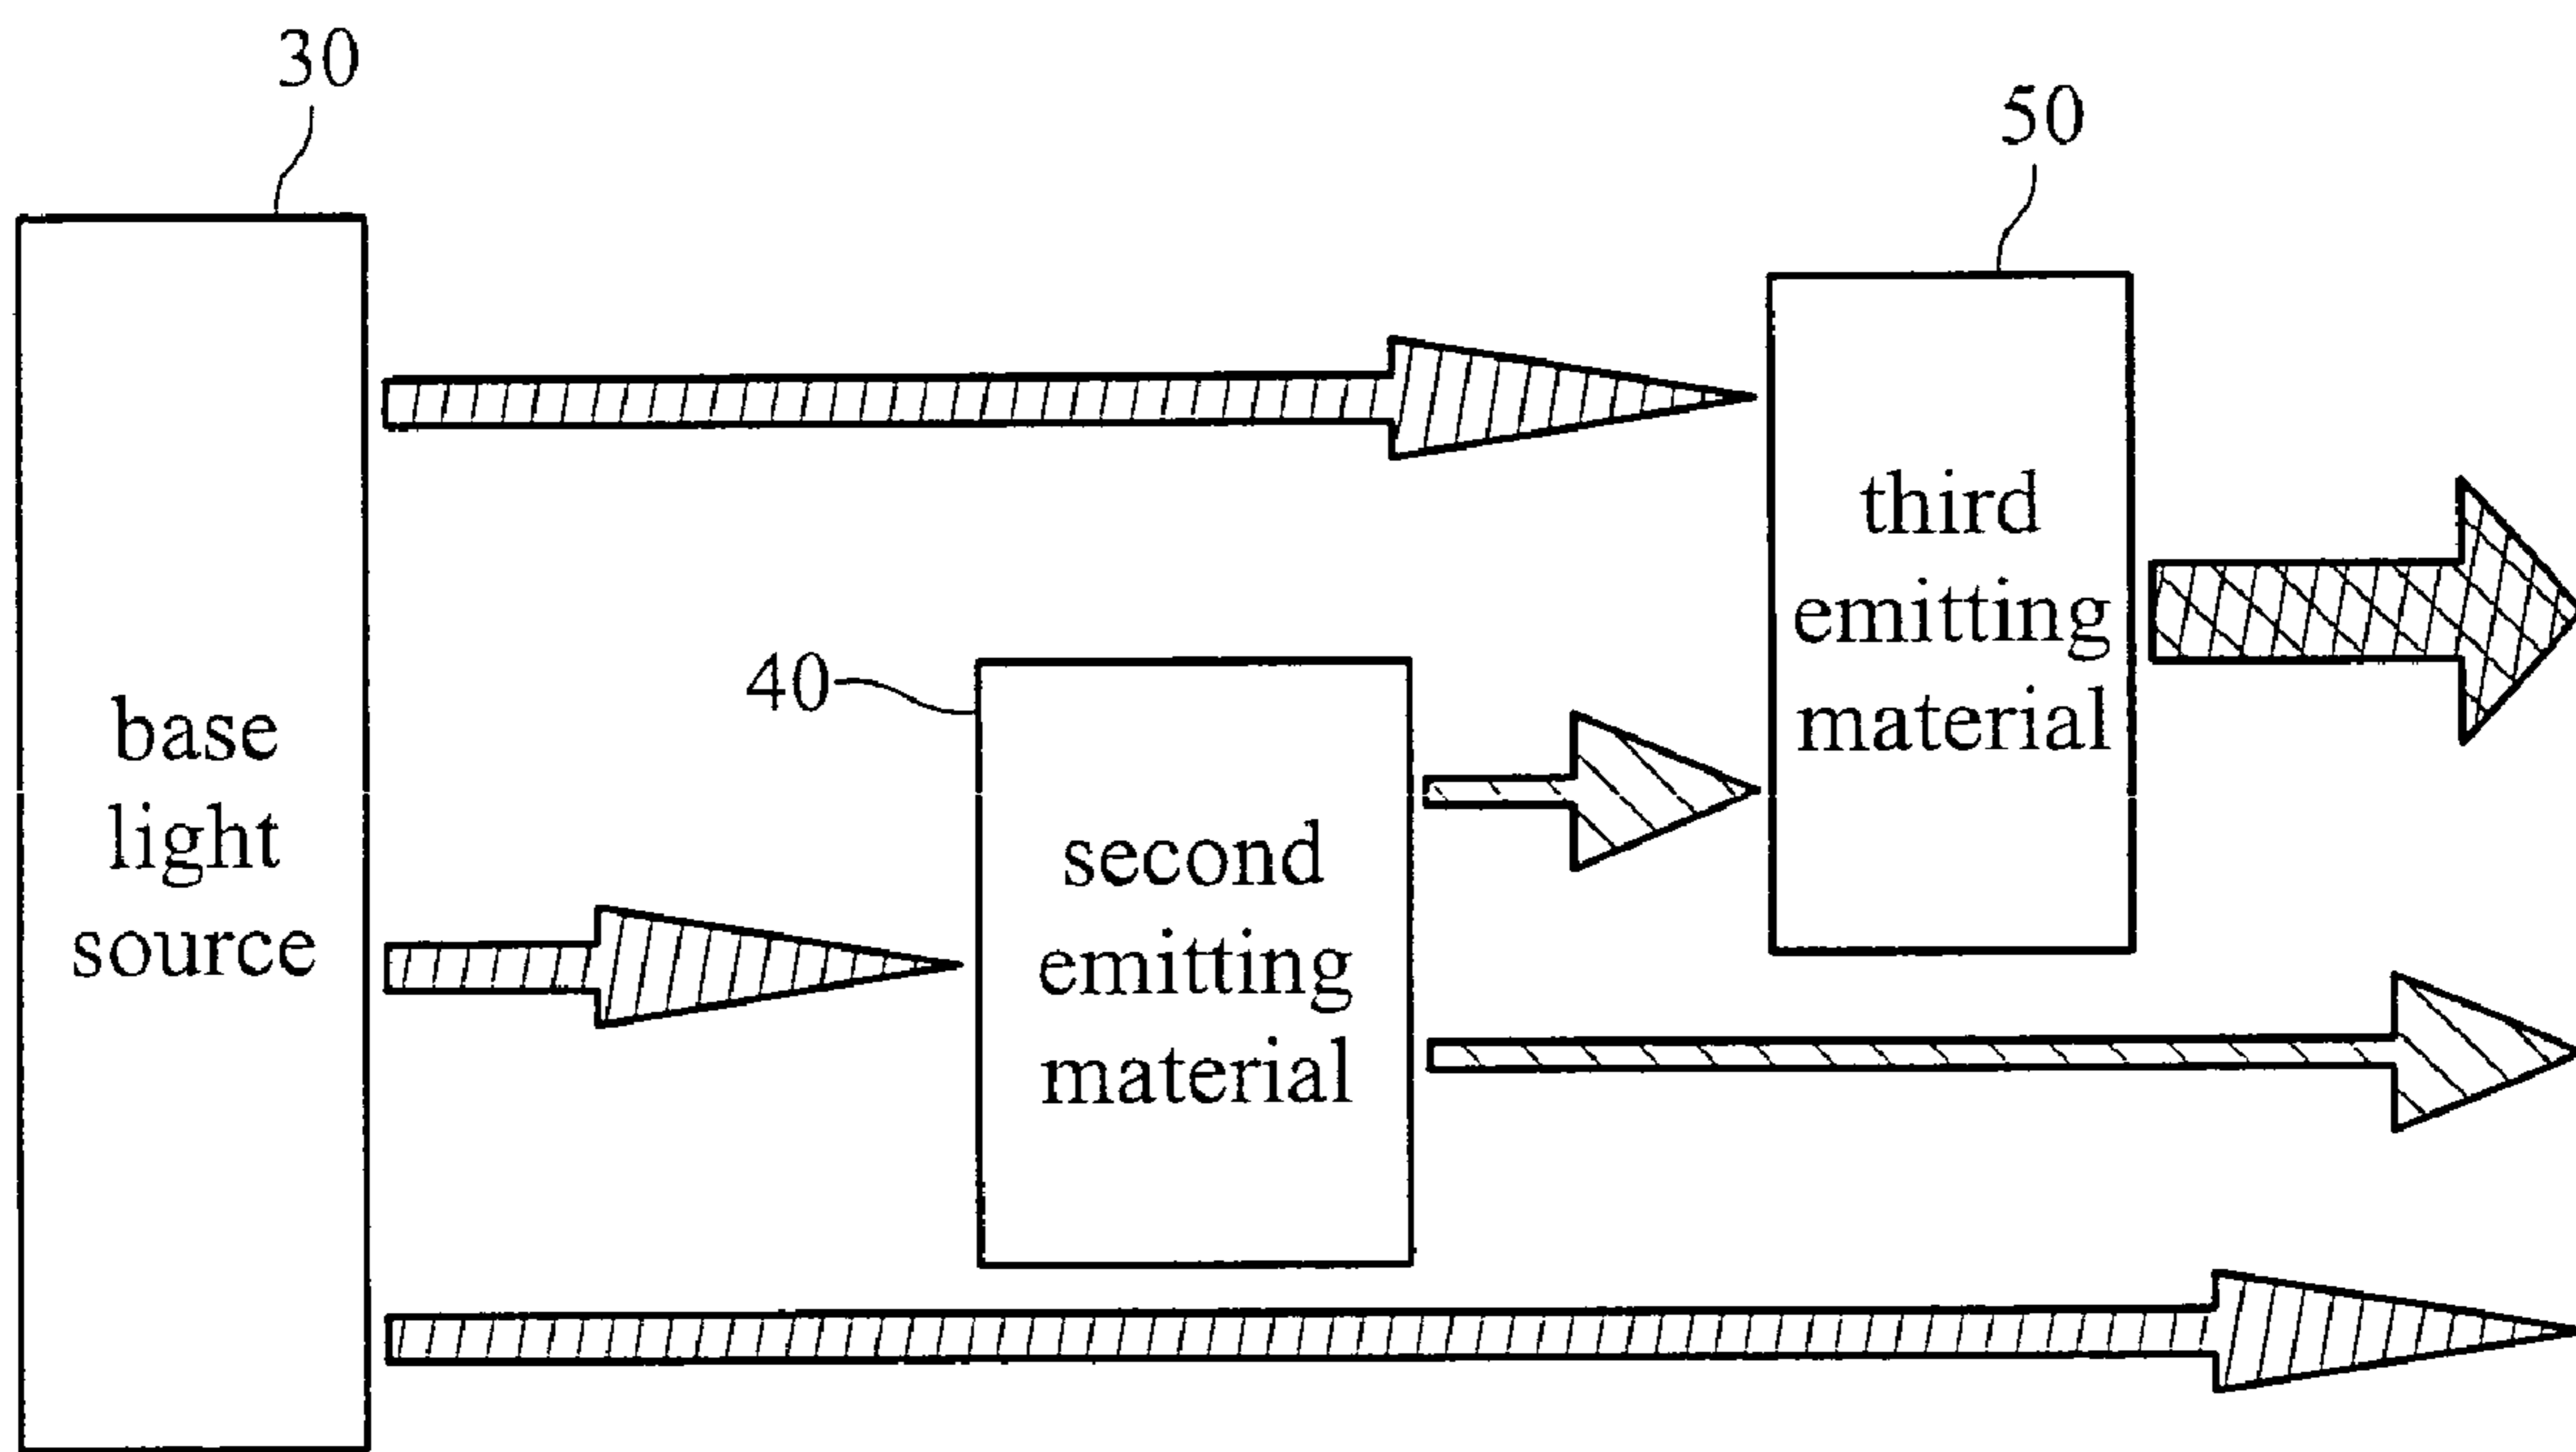 30
50
base
light
source
40
second
emitting
material
third
emitting
material